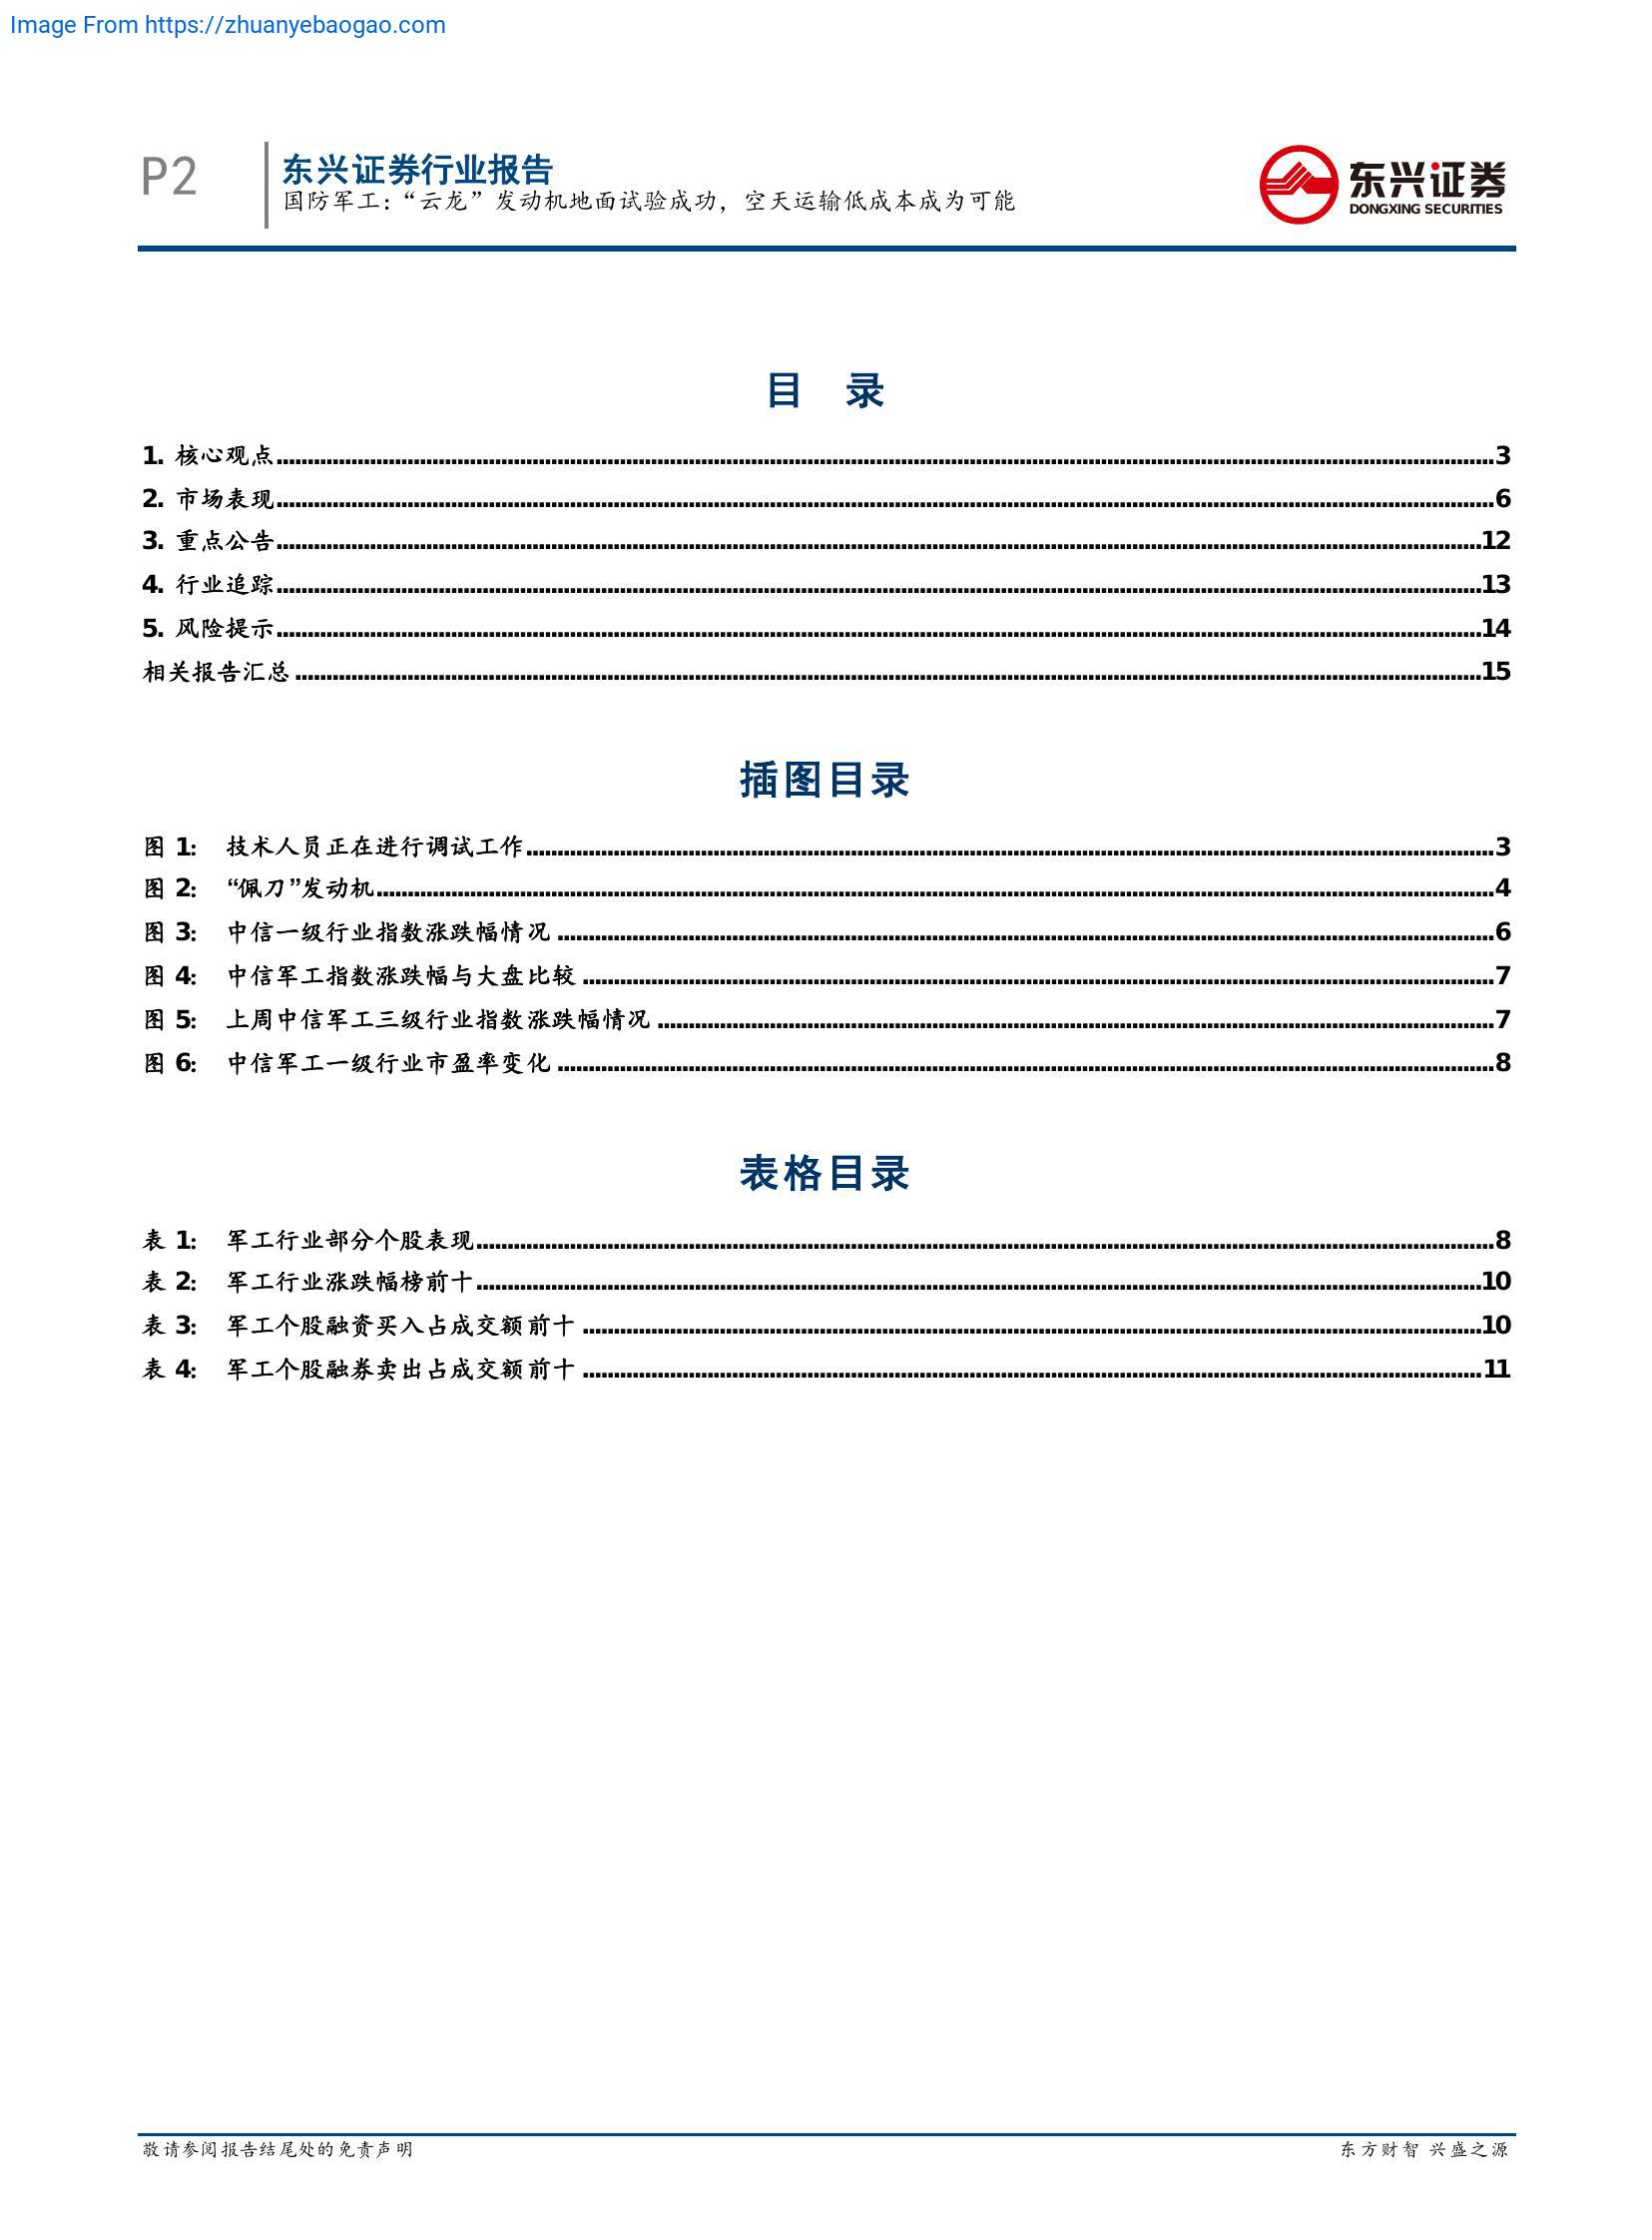 Image From https://zhuanyebaogao.com
P2
东兴证券行业报告
国防军工：“云龙”发动机地面试验成功，空天运输低成本成为可能
东兴证券
DONGXING SECURITIES
目 录
1. 核心观点 3
2. 市场表现 6
3. 重点公告 12
4. 行业追踪 13
5. 风险提示 14
相关报告汇总 15
插图目录
图 1: 技术人员正在进行调试工作 3
图 2: “佩刀”发动机 4
图 3: 中信一级行业指数涨跌幅情况 6
图 4: 中信军工指数涨跌幅与大盘比较 7
图 5: 上周中信军工三级行业指数涨跌幅情况 7
图 6: 中信军工一级行业市盈率变化 8
表格目录
表 1: 军工行业部分个股表现 8
表 2: 军工行业涨跌幅榜前十 10
表 3: 军工个股融资买入占成交额前十 10
表 4: 军工个股融券卖出占成交额前十 11
敬请参阅报告结尾处的免责声明
东方财智 兴盛之源